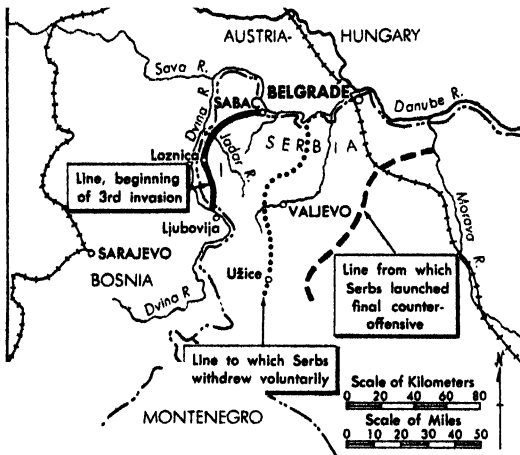 AUSTRIA- HUNGARY
Sava R.
BELGRADE
Danube R.
Dvina R.
SABAC
Jadar R.
SERBIA
Loznica
Line, beginning
of 3rd invasion
Ljubovija
VALJEVO
Morava R.
SARAJEVO
BOSNIA
Užice
Line from which
Serbs launched
final counter-
offensive
Dvina R
Line to which Serbs
withdrew voluntarily
MONTENEGRO
Scale of Kilometers
0 20 40 60 80
Scale of Miles
0 10 20 30 40 50
N